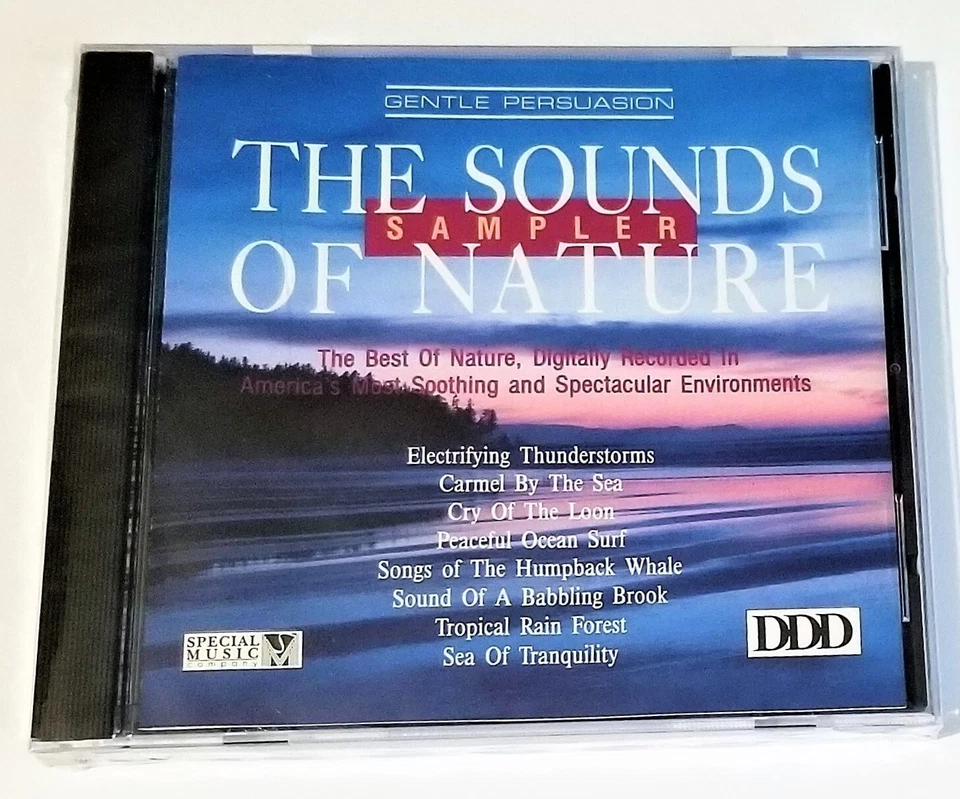 GENTLE PERSUASION
THE SOUNDS
SAMPLER
OF NATURE
The Best Of Nature, Digitally Recorded In
America's Most Soothing and Spectacular Environments
Electrifying Thunderstorms
Carmel By The Sea
Cry Of The Loon
Peaceful Ocean Surf
Songs of The Humpback Whale
Sound Of A Babbling Brook
Tropical Rain Forest
Sea Of Tranquility
SPECIAL
MUSIC
company
DDD